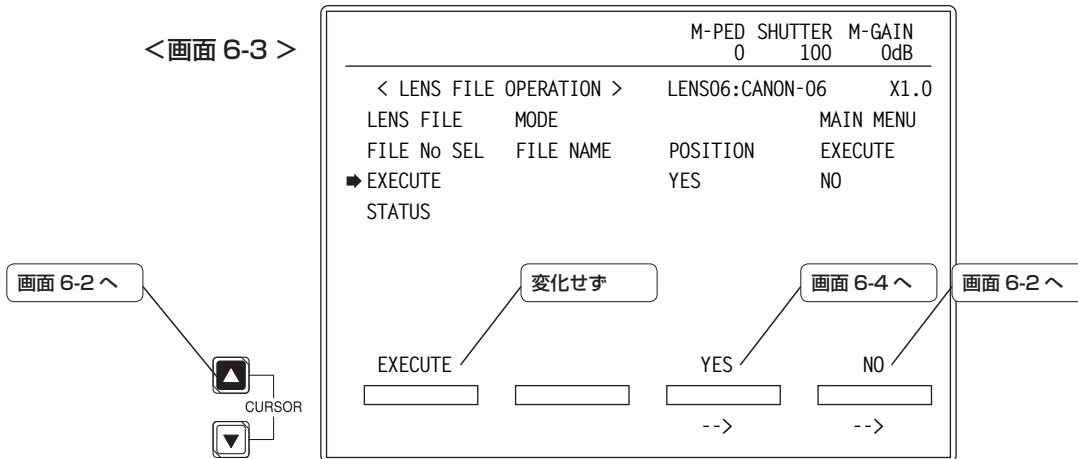 ＜画面 6-3 ＞
M-PED SHUTTER M-GAIN
0 100 0dB
< LENS FILE OPERATION > LENS06:CANON-06 X1.0
LENS FILE MODE MAIN MENU
FILE No SEL FILE NAME POSITION EXECUTE
➡ EXECUTE YES NO
STATUS
画面 6-2 へ 変化せず 画面 6-4 へ 画面 6-2 へ
EXECUTE YES NO
▲
CURSOR
▼
--> -->